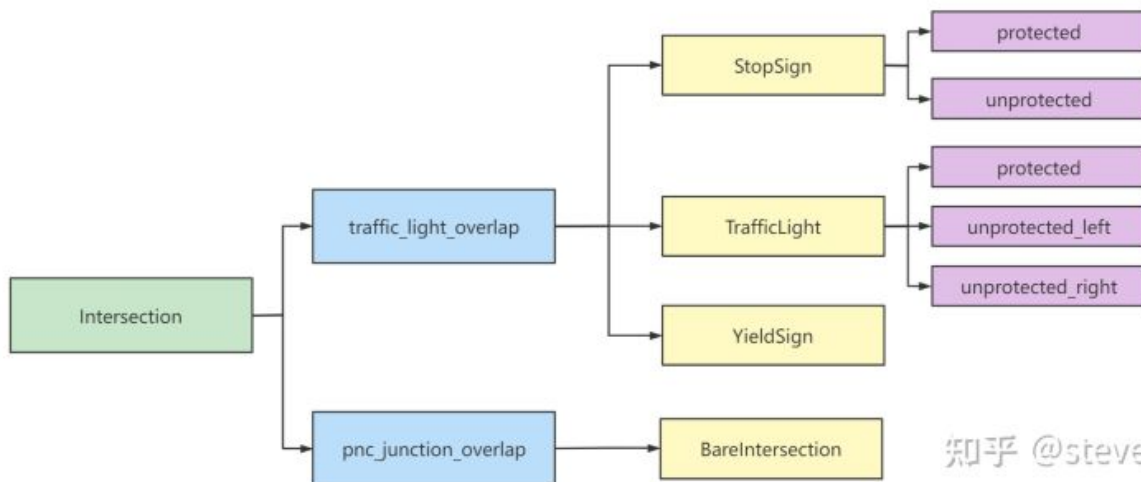 protected
StopSign
unprotected
protected
traffic_light_overlap
TrafficLight
unprotected_left
unprotected_right
Intersection
YieldSign
pnc_junction_overlap
BareIntersection
知乎 @steve